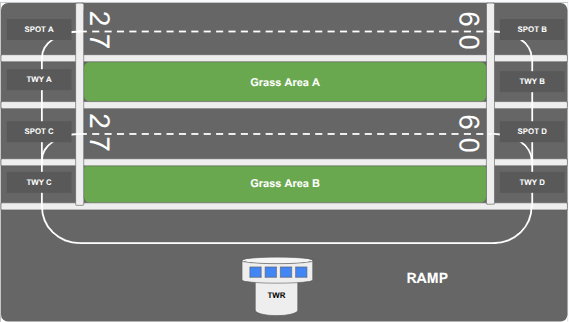 SPOT A
27
09
SPOT B
TWY A
Grass Area A
TWY B
SPOT C
27
09
SPOT D
TWY C
Grass Area B
TWY D
TWR
RAMP